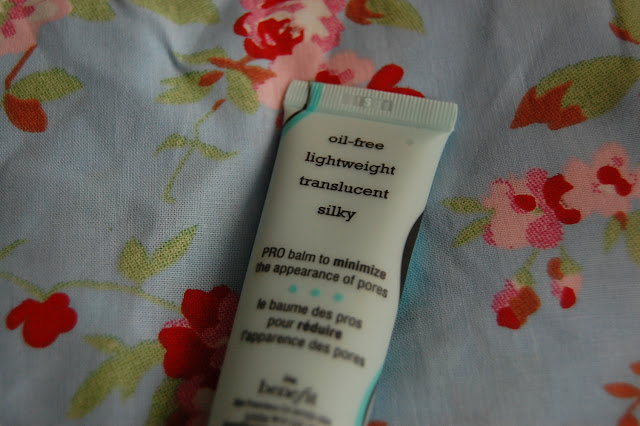 oil-free
lightweight
translucent
silky
PRO balm to minimize
the appearance of pores
le baume des pros
pour réduire
l'apparence des pores
benefit